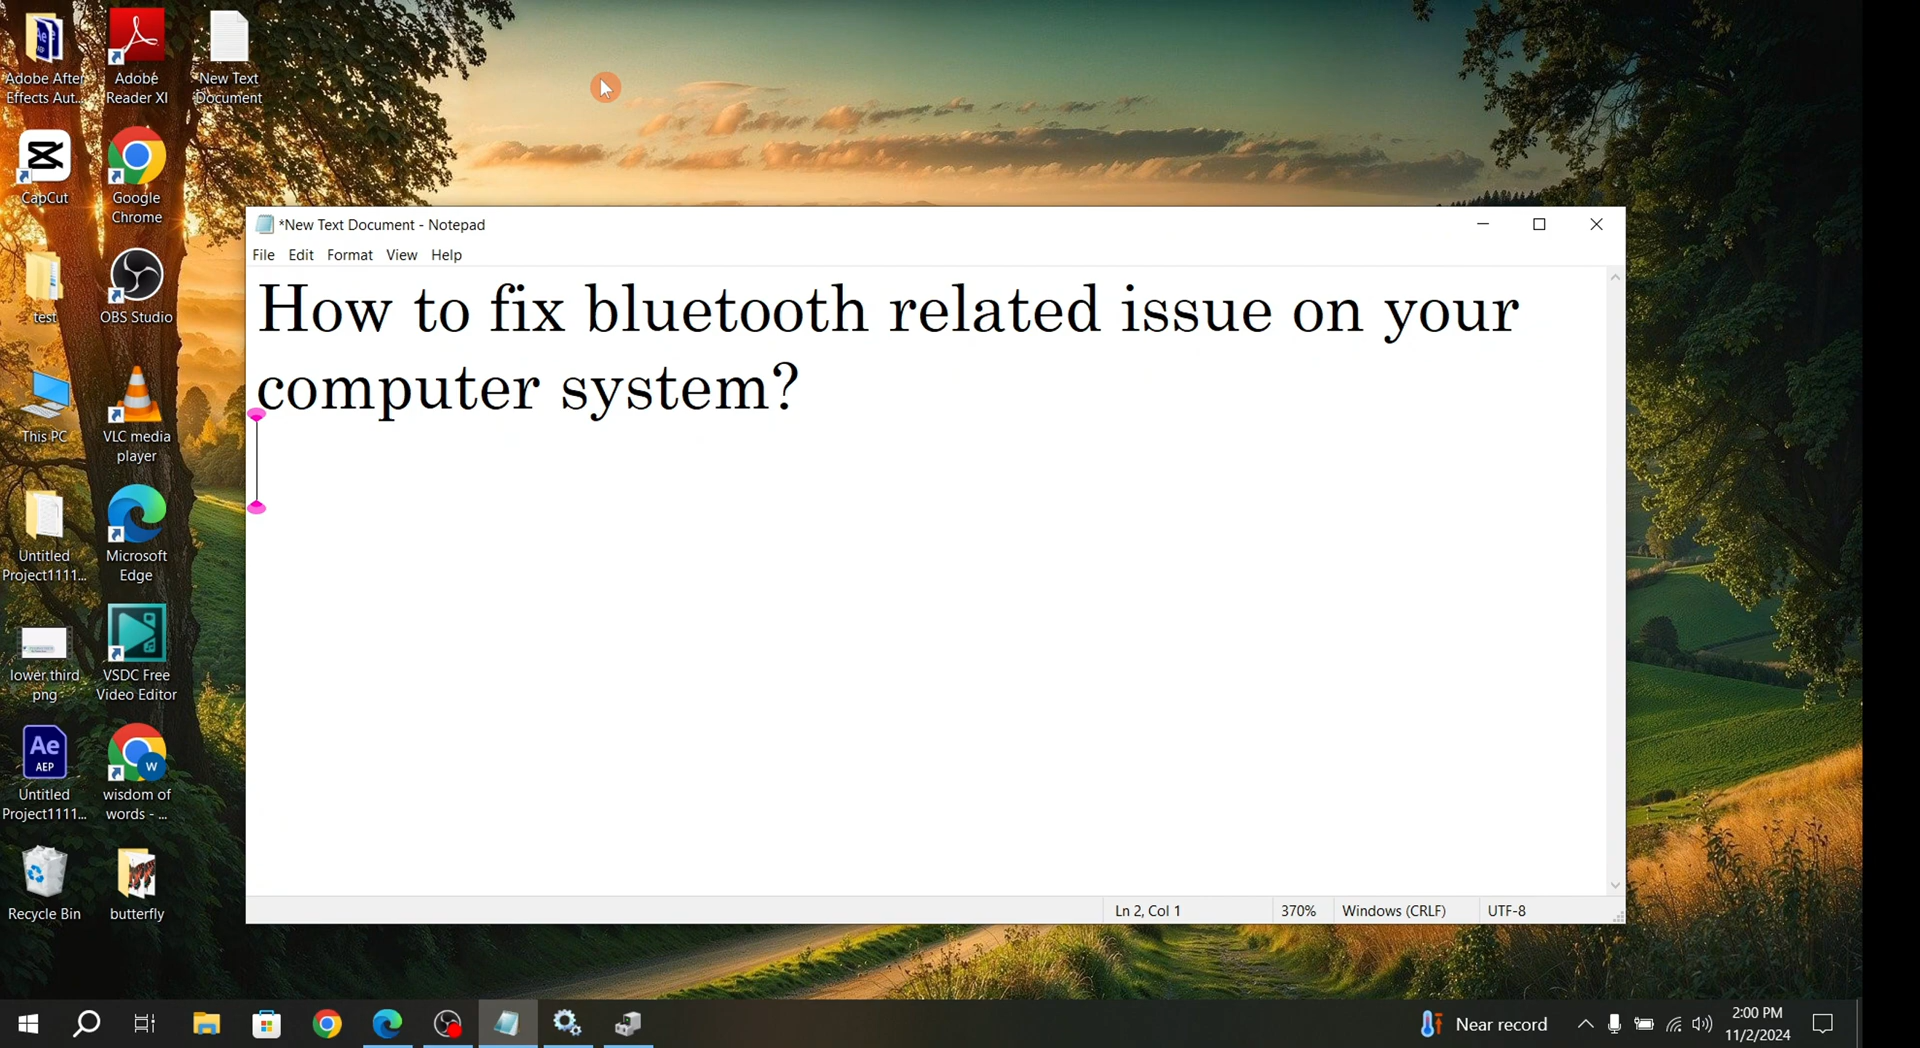 Adobe After
Effects Aut...
Adobe
Reader XI
New Text
Document
CapCut
Google
Chrome
test
OBS Studio
This PC
VLC media
player
Untitled
Project1111...
Microsoft
Edge
lower.third
png
VSDC Free
Video Editor
Ae
AEP
Untitled
Project1111...
W
wisdom of
words - ...
Recycle Bin
butterfly
*New Text Document - Notepad
File Edit Format View Help
How to fix bluetooth related issue on your
computer system?
Ln 2, Col 1 370% Windows (CRLF) UTF-8
Near record
2:00 PM
11/2/2024